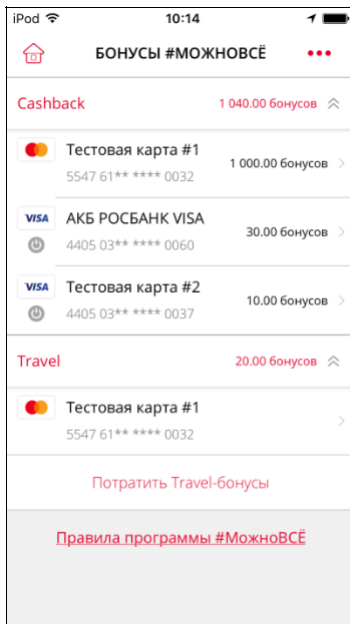 iPod 10:14
БОНУСЫ #МОЖНОВСЁ
Cashback 1 040.00 бонусов
Тестовая карта #1
1 000.00 бонусов
5547 61** **** 0032
VISA АКБ РОСБАНК VISA
30.00 бонусов
4405 03** **** 0060
VISA Тестовая карта #2
10.00 бонусов
4405 03** **** 0037
Travel 20.00 бонусов
Тестовая карта #1
5547 61** **** 0032
Потратить Travel-бонусы
Правила программы #МожноВСЁ